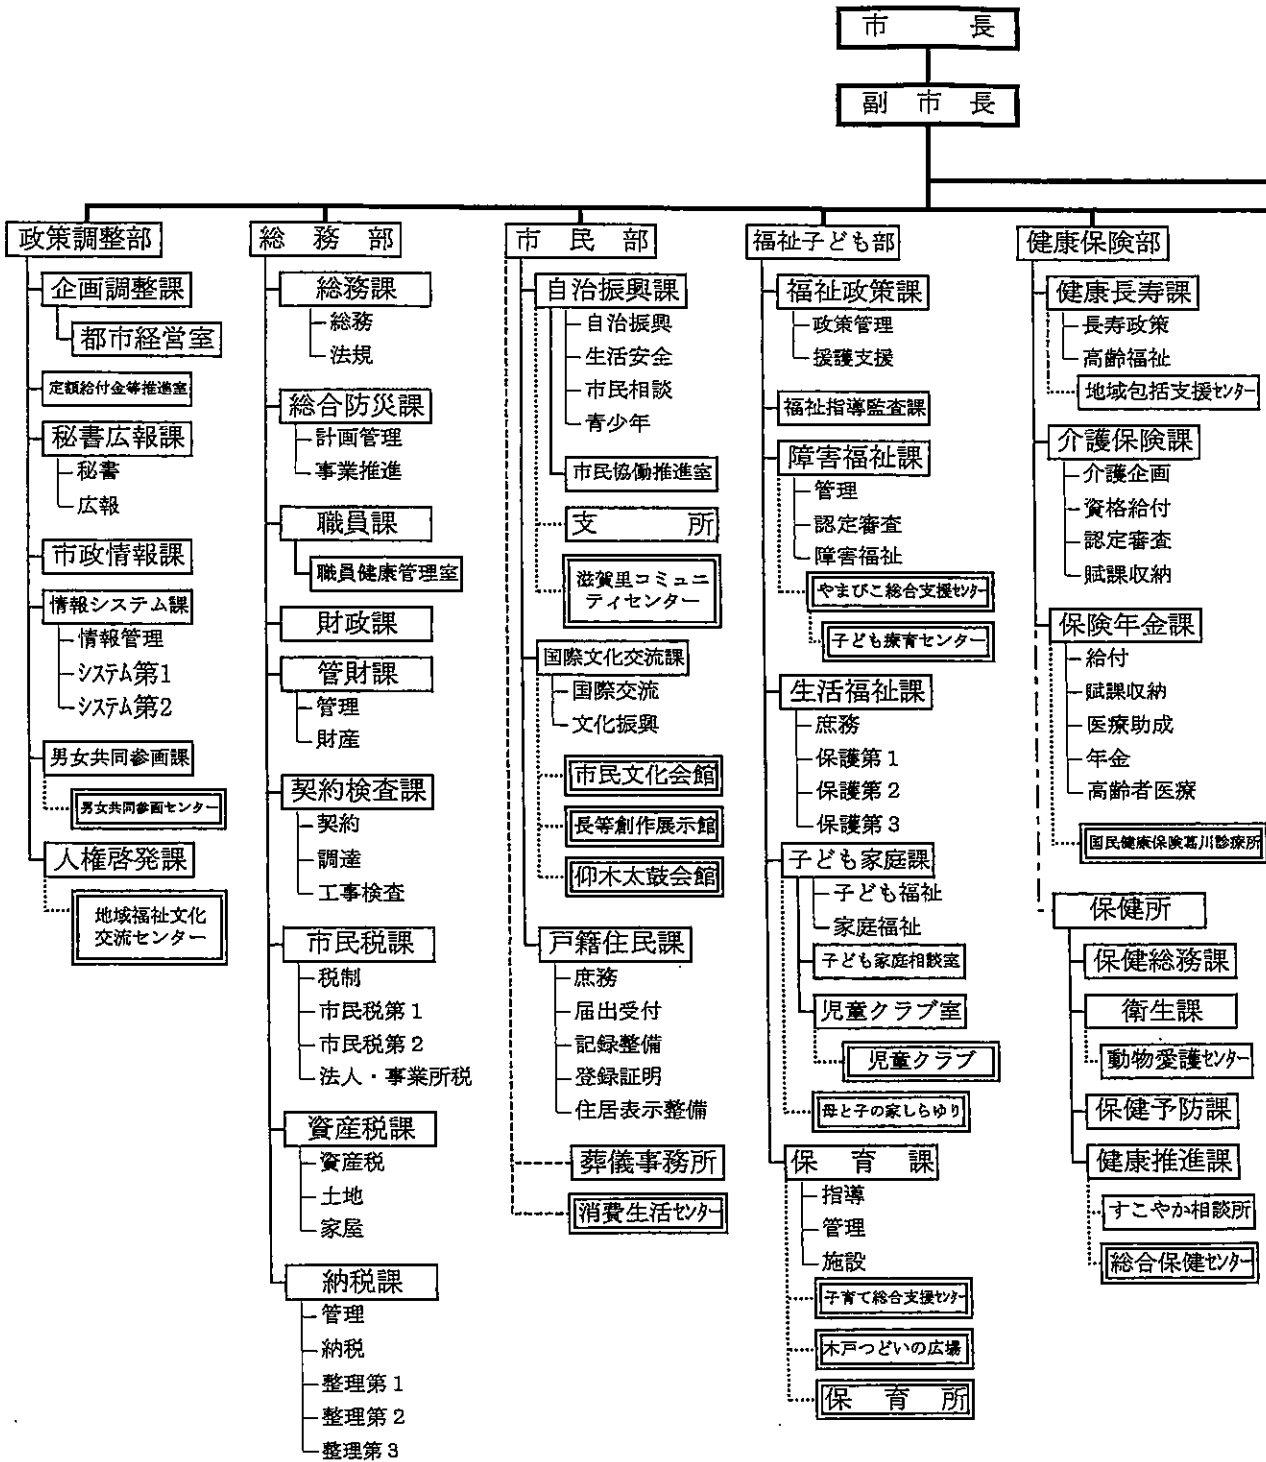 市長
副市長
政策調整部
企画調整課
都市経営室
定額給付金等推進室
秘書広報課
秘書
広報
市政情報課
情報システム課
情報管理
システム第1
システム第2
男女共同参画課
男女共同参画センター
人権啓発課
地域福祉文化
交流センター
総務部
総務課
総務
法規
総合防災課
計画管理
事業推進
職員課
職員健康管理室
財政課
管財課
管理
財産
契約検査課
契約
調達
工事検査
市民税課
税制
市民税第1
市民税第2
法人・事業所税
資産税課
資産税
土地
家屋
納税課
管理
納税
整理第1
整理第2
整理第3
市民部
自治振興課
自治振興
生活安全
市民相談
青少年
市民協働推進室
支所
滋賀里コミュニ
ティセンター
国際文化交流課
国際交流
文化振興
市民文化会館
長等創作展示館
仰木太鼓会館
戸籍住民課
庶務
届出受付
記録整備
登録証明
住居表示整備
葬儀事務所
消費生活センター
福祉子ども部
福祉政策課
政策管理
援護支援
福祉指導監査課
障害福祉課
管理
認定審査
障害福祉
やまびこ総合支援センター
子ども療育センター
生活福祉課
庶務
保護第1
保護第2
保護第3
子ども家庭課
子ども福祉
家庭福祉
子ども家庭相談室
児童クラブ室
児童クラブ
母と子の家しらゆり
保育課
指導
管理
施設
子育て総合支援センター
木戸つどいの広場
保育所
健康保険部
健康長寿課
長寿政策
高齢福祉
地域包括支援センター
介護保険課
介護企画
資格給付
認定審査
賦課収納
保険年金課
給付
賦課収納
医療助成
年金
高齢者医療
国民健康保険葛川診療所
保健所
保健総務課
衛生課
動物愛護センター
保健予防課
健康推進課
すこやか相談所
総合保健センター